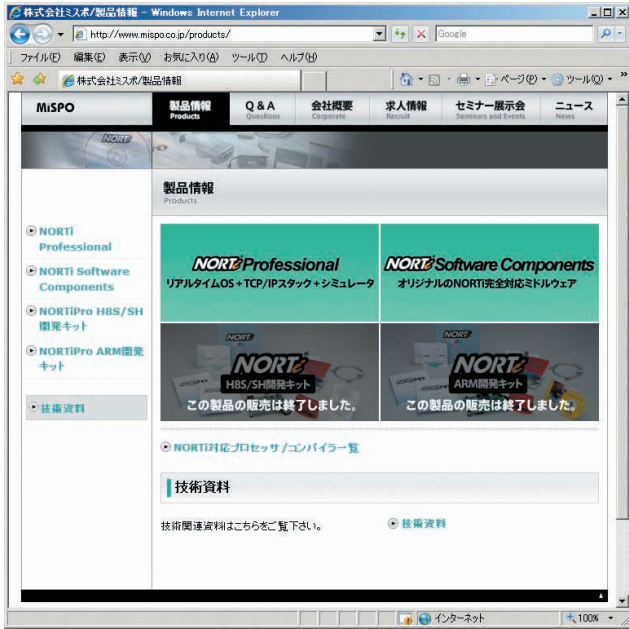 株式会社ミスポ/製品情報 - Windows Internet Explorer
http://www.mispo.co.jp/products/
Google
ファイル(F) 編集(E) 表示(V) お気に入り(A) ツール(T) ヘルプ(H)
株式会社ミスポ/製品情報
ページ(P) ツール(O)
MiSPO
製品情報 Q & A 会社概要 求人情報 セミナー展示会 ニュース
Products Questions Corporate Recruit Seminars and Events News
NORTi
製品情報
Products
NORTi
Professional
NORTi Software
Components
NORTiPro H8S/SH
開発キット
NORTiPro ARM開発
キット
技術資料
NORTi Professional
リアルタイムOS + TCP/IPスタック + シミュレータ
NORTi Software Components
オリジナルのNORTi完全対応ミドルウェア
NORTi
NORTi
H8S/SH開発キット
この製品の販売は終了しました。
NORTi
NORTi
ARM開発キット
この製品の販売は終了しました。
NORTi対応プロセッサ/コンパイラ一覧
技術資料
技術関連資料はこちらをご覧下さい。
技術資料
インターネット
100%